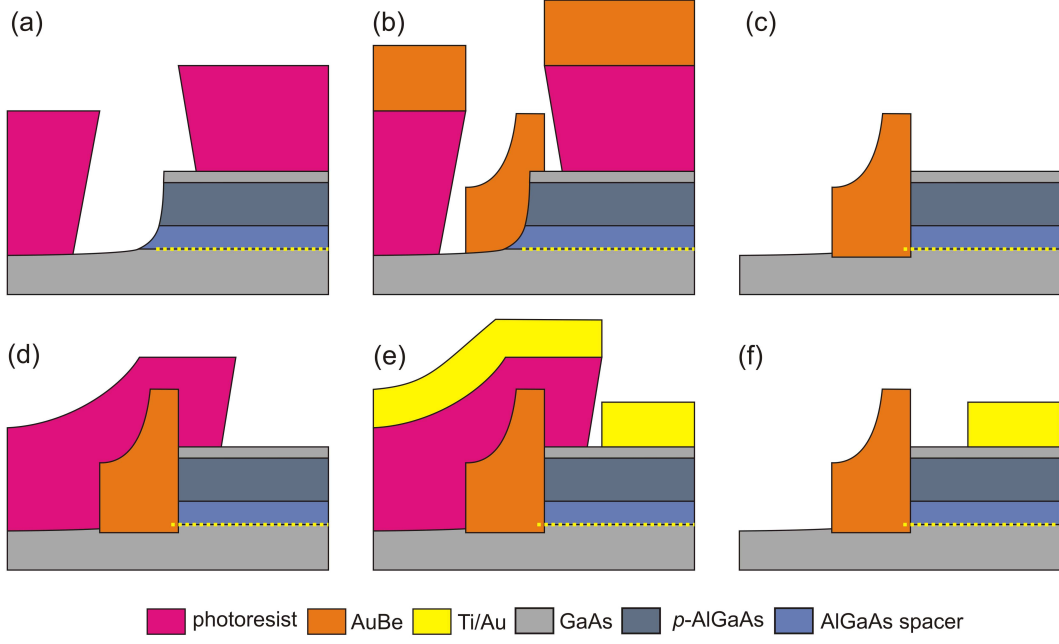 (a)
(b)
(c)
(d)
(e)
(f)
photoresist AuBe Ti/Au GaAs p-AlGaAs AlGaAs spacer